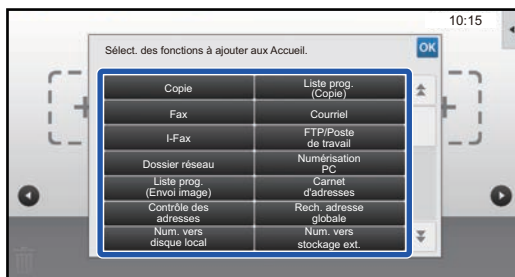 10:15
Sélect. des fonctions à ajouter aux Accueil.
OK
Copie
Liste prog.
(Copie)
Fax
Courriel
I-Fax
FTP/Poste
de travail
Dossier réseau
Numérisation
PC
Liste prog.
(Envoi image)
Carnet
d'adresses
Contrôle des
adresses
Rech. adresse
globale
Num. vers
disque local
Num. vers
stockage ext.